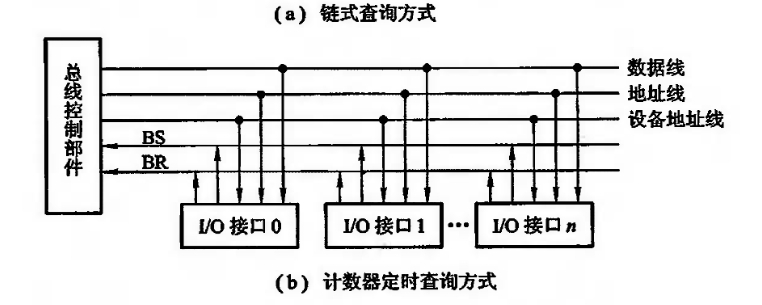 (a) 链式查询方式
总线控制部件
数据线
地址线
设备地址线
BS
BR
I/O 接口 0
I/O 接口 1
…
I/O 接口 n
(b) 计数器定时查询方式